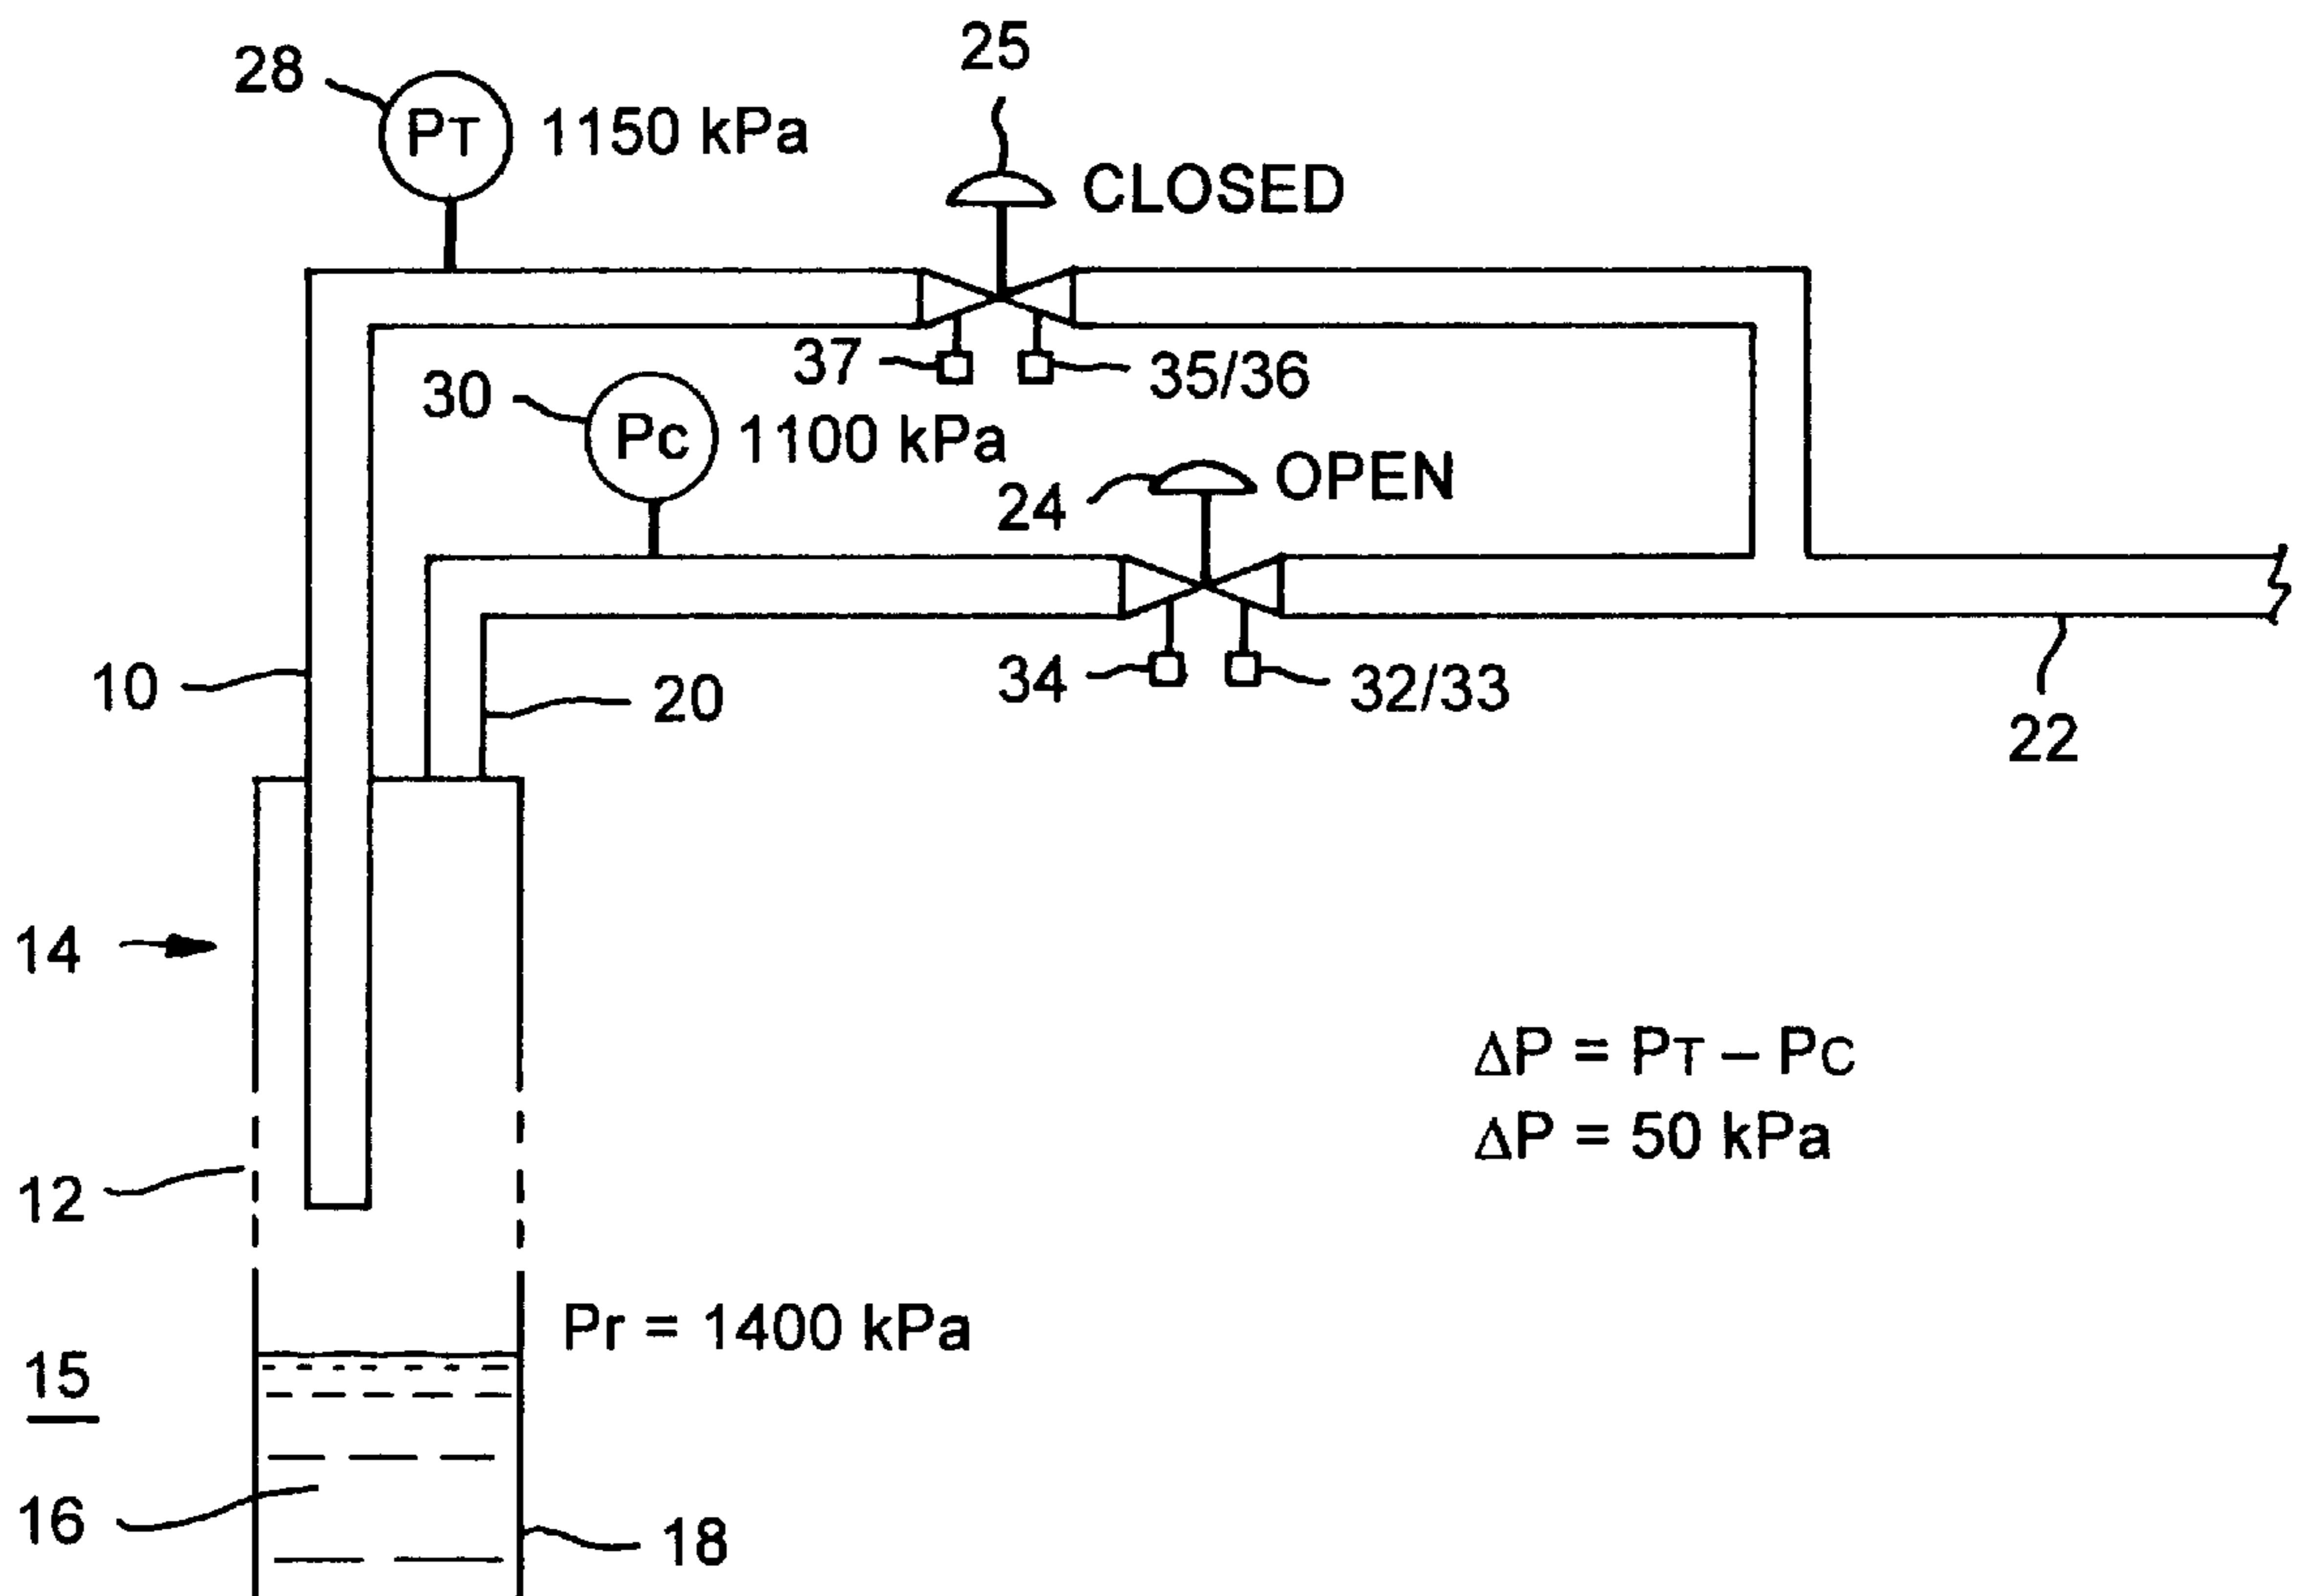 25
28
PT 1150 kPa
CLOSED
37
35/36
30
PC 1100 kPa
24
OPEN
10
20
34
32/33
22
14
ΔP = PT – PC
ΔP = 50 kPa
12
Pr = 1400 kPa
15
16
18